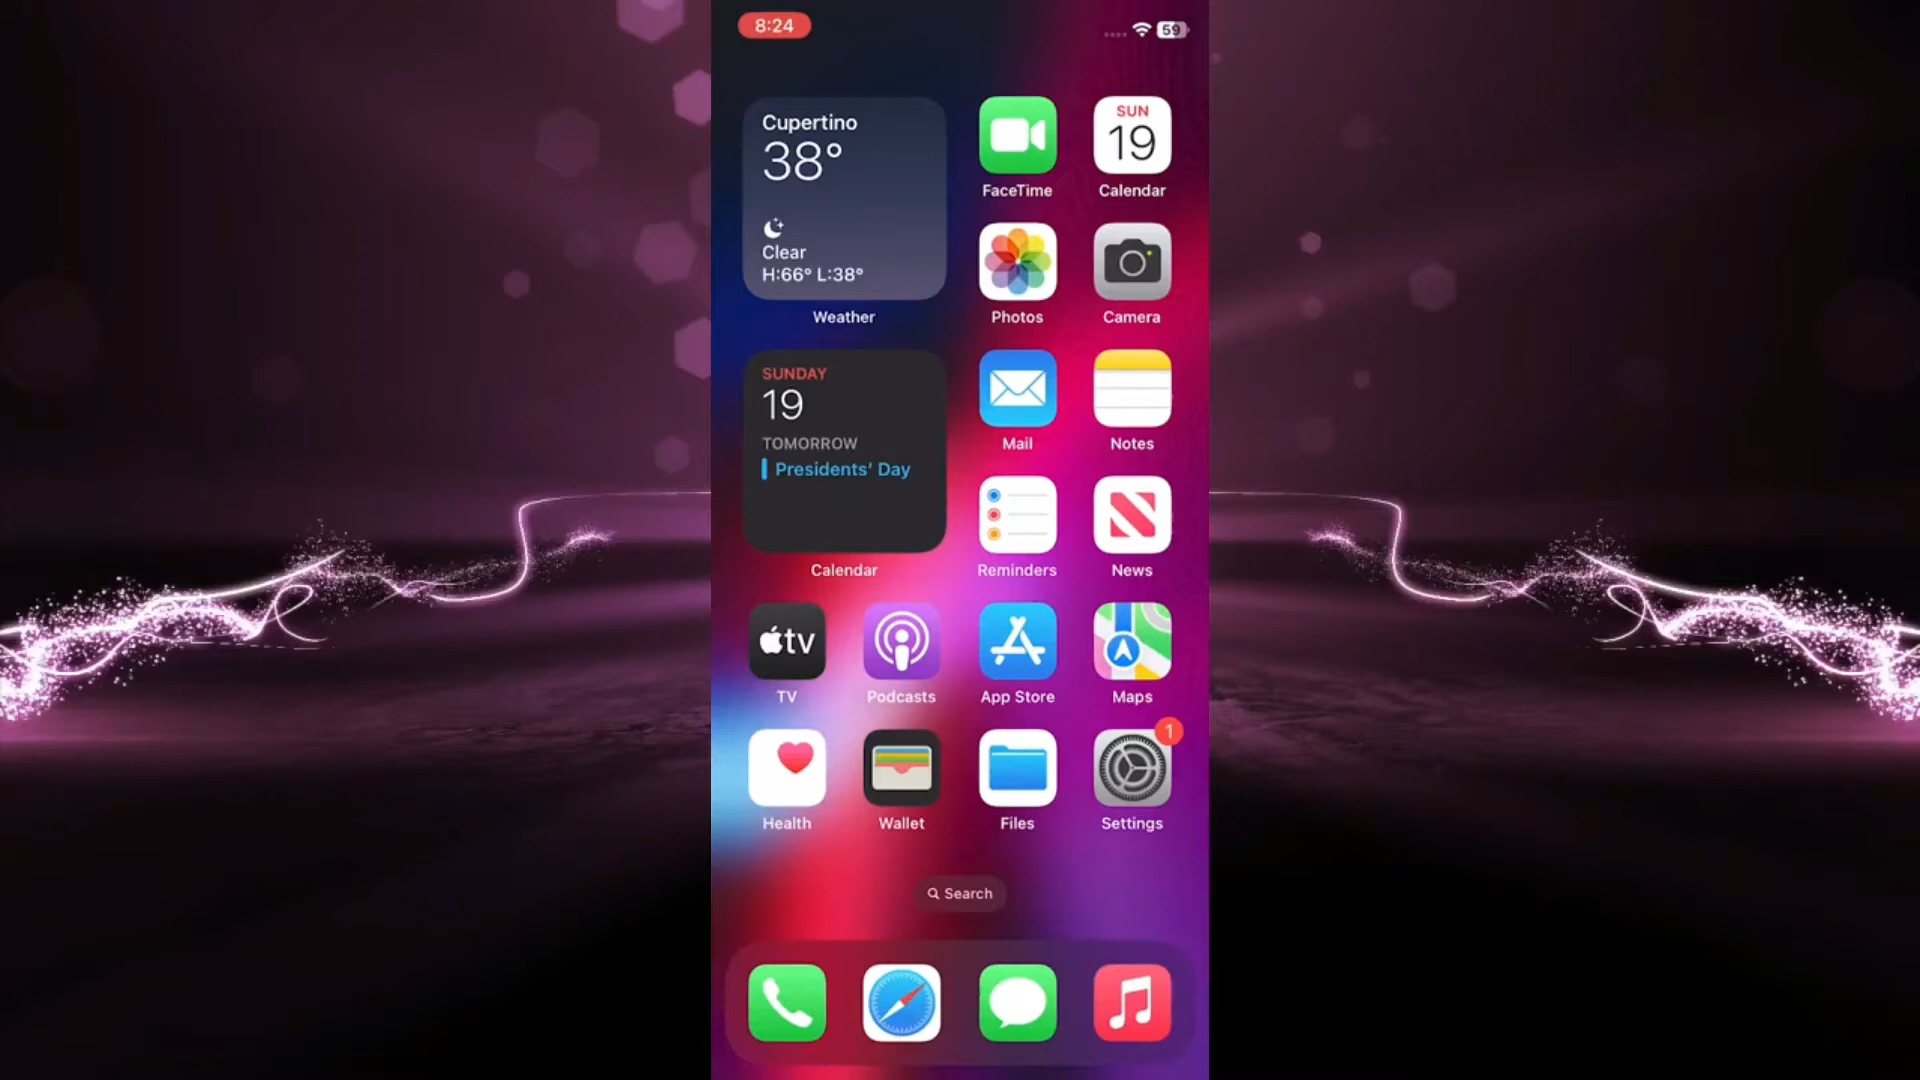 8:24
59
Cupertino
38°
Clear
H:66° L:38°
Weather
FaceTime
SUN
19
Calendar
Photos
Camera
SUNDAY
19
TOMORROW
Presidents' Day
Calendar
Mail
Notes
Reminders
News
tv
TV
Podcasts
App Store
Maps
1
Health
Wallet
Files
Settings
Search